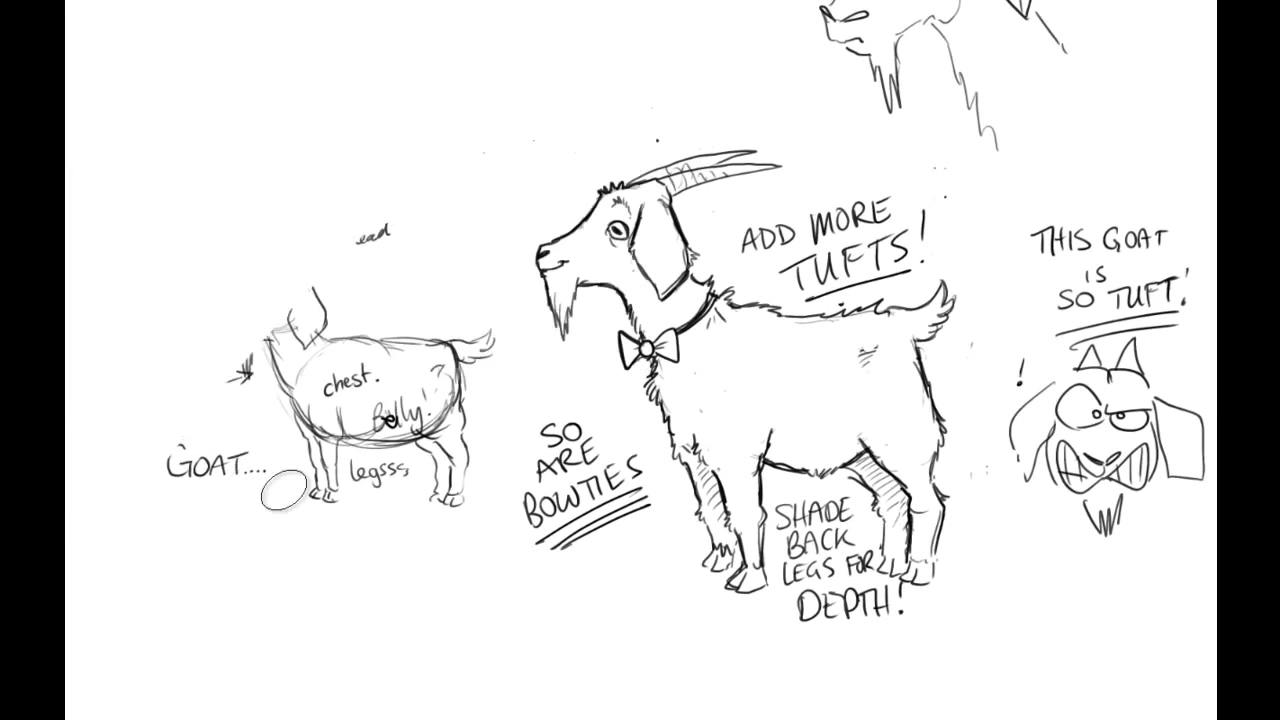 ead
chest.
Belly!
legsss
GOAT....
ADD MORE
TUFTS!
SO
ARE
BOWTIES
SHADE
BACK
LEGS FOR
DEPTH!
THIS GOAT
IS
SO TUFT!
!